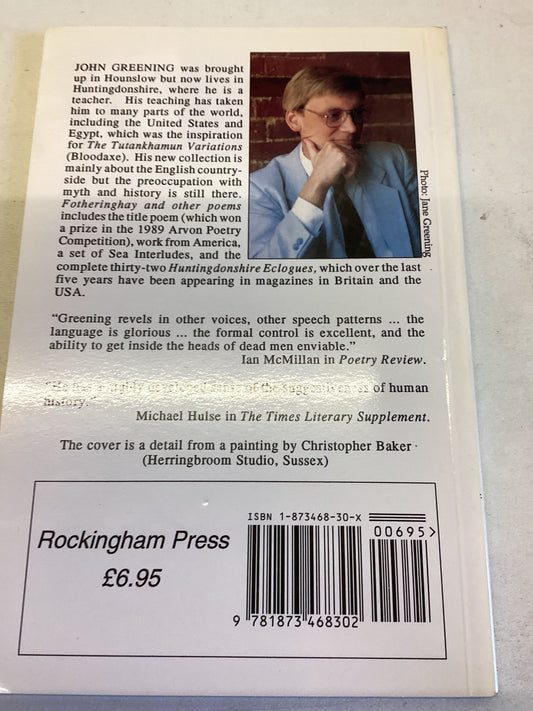 JOHN GREENING was brought
up in Hounslow but now lives in
Huntingdonshire, where he is a
teacher. His teaching has taken
him to many parts of the world,
including the United States and
Egypt, which was the inspiration
for The Tutankhamun Variations
(Bloodaxe). His new collection is
mainly about the English country-
side but the preoccupation with
myth and history is still there.
Fotheringhay and other poems
includes the title poem (which won
a prize in the 1989 Arvon Poetry
Competition), work from America,
a set of Sea Interludes, and the
complete thirty-two Huntingdonshire Eclogues, which over the last
five years have been appearing in magazines in Britain and the
USA.
Photo: Jane Greening
"Greening revels in other voices, other speech patterns ... the
language is glorious ... the formal control is excellent, and the
ability to get inside the heads of dead men enviable."
Ian McMillan in Poetry Review.
"He has a highly developed sense of the suggestiveness of human
history."
Michael Hulse in The Times Literary Supplement.
The cover is a detail from a painting by Christopher Baker
(Herringbroom Studio, Sussex)
Rockingham Press
£6.95
ISBN 1-873468-30-X
00695>
9 781873 468302